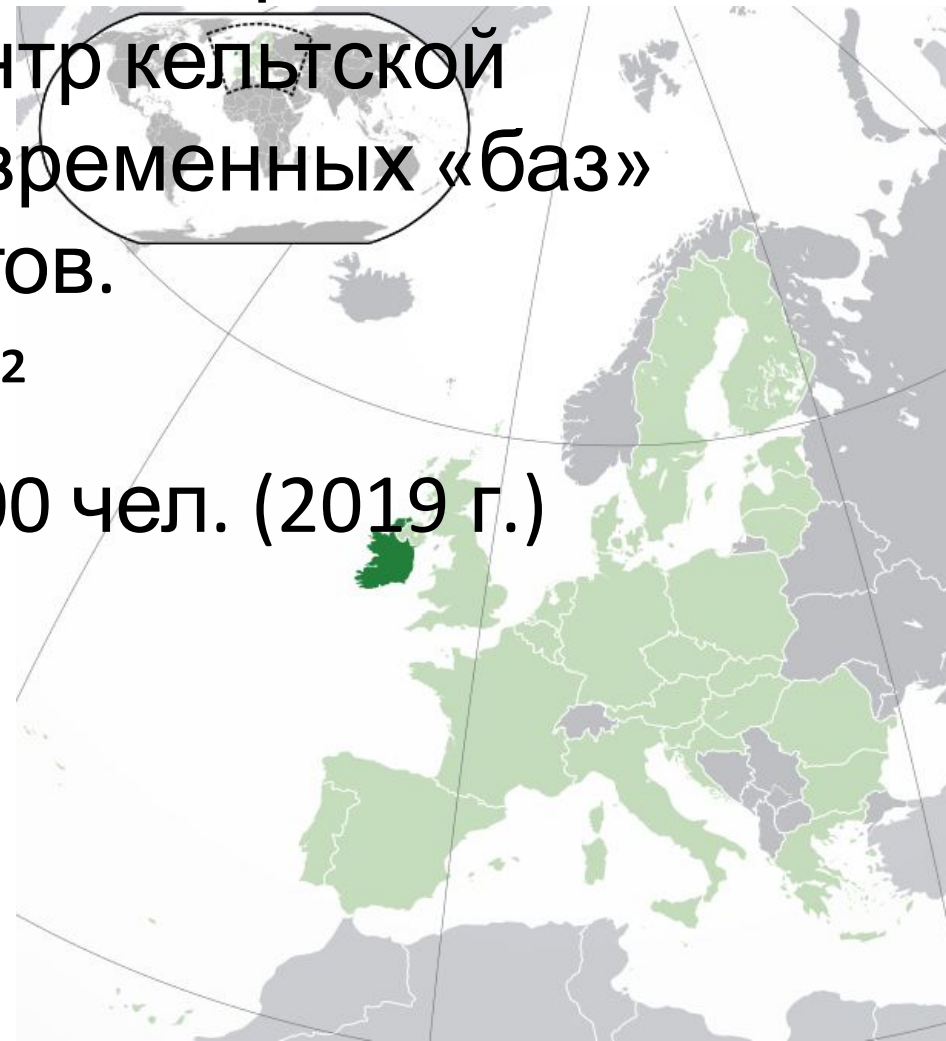 нтр кельтской
временных «баз»
тов.
2
00 чел. (2019 г.)